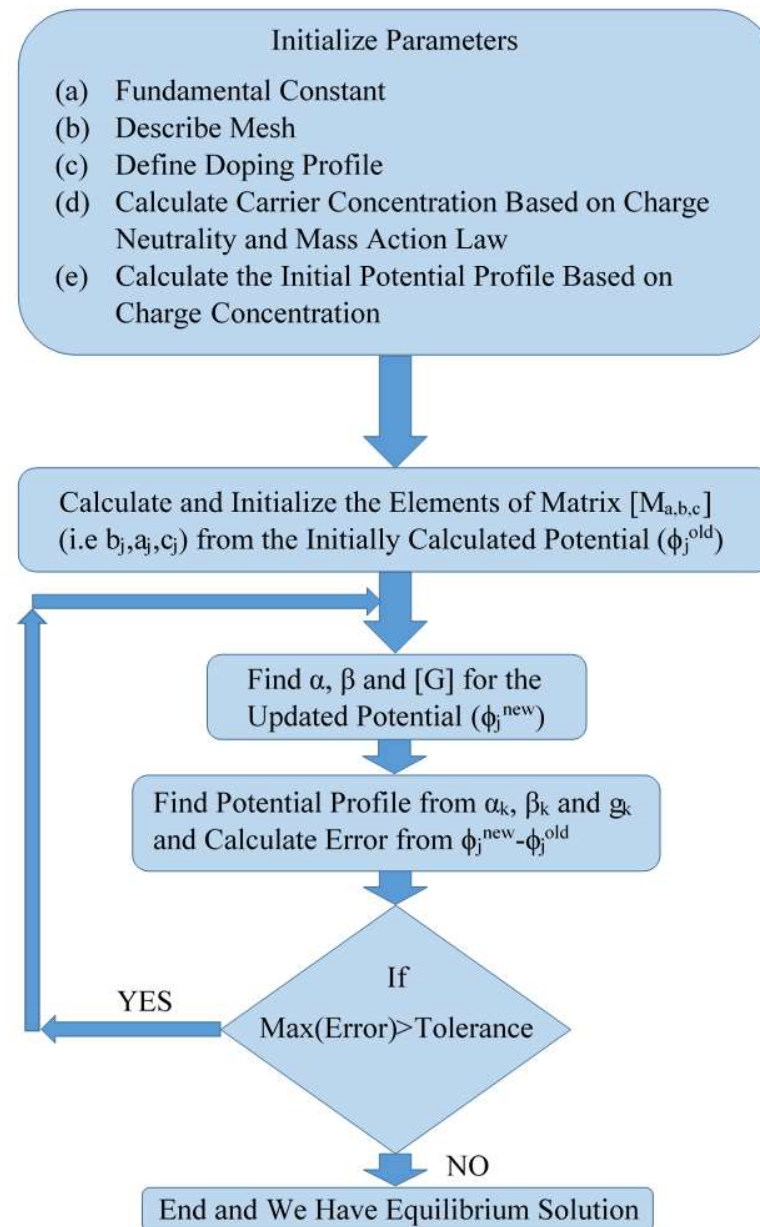 Initialize Parameters
(a) Fundamental Constant
(b) Describe Mesh
(c) Define Doping Profile
(d) Calculate Carrier Concentration Based on Charge
Neutrality and Mass Action Law
(e) Calculate the Initial Potential Profile Based on
Charge Concentration
Calculate and Initialize the Elements of Matrix [Mₐ,b,c]
(i.e bⱼ,aⱼ,cⱼ) from the Initially Calculated Potential (ϕⱼᵒˡᵈ)
Find α, β and [G] for the
Updated Potential (ϕⱼⁿᵉʷ)
Find Potential Profile from αₖ, βₖ and gₖ
and Calculate Error from ϕⱼⁿᵉʷ-ϕⱼᵒˡᵈ
If
Max(Error)>Tolerance
YES
NO
End and We Have Equilibrium Solution